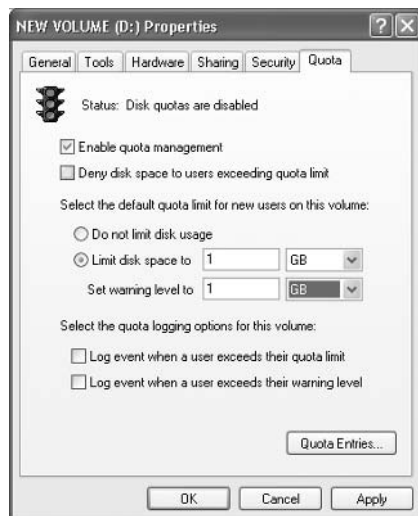 NEW VOLUME (D:) Properties
General Tools Hardware Sharing Security Quota
Status: Disk quotas are disabled
Enable quota management
Deny disk space to users exceeding quota limit
Select the default quota limit for new users on this volume:
Do not limit disk usage
Limit disk space to 1 GB
Set warning level to 1 GB
Select the quota logging options for this volume:
Log event when a user exceeds their quota limit
Log event when a user exceeds their warning level
Quota Entries...
OK Cancel Apply